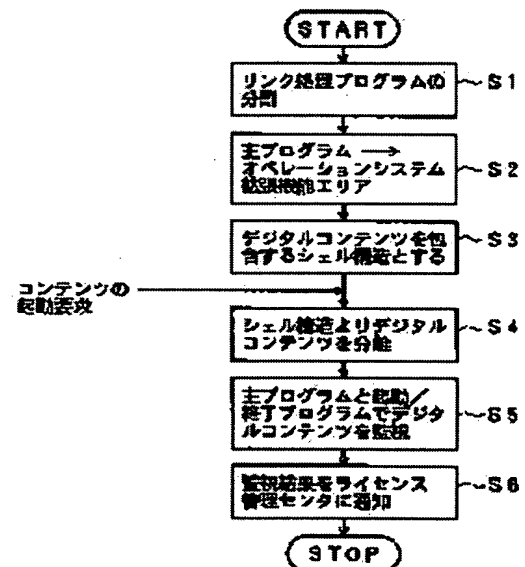 START
リンク処理プログラムの
分割
S1
主プログラム →
オペレーションシステム
拡張機能エリア
S2
デジタルコンテンツを包
含するシェル構造とする
S3
コンテンツの
起動要求
シェル構造よりデジタル
コンテンツを分離
S4
主プログラムと起動/
終了プログラムでデジタ
ルコンテンツを監視
S5
監視結果をライセンス
管理センタに通知
S6
STOP